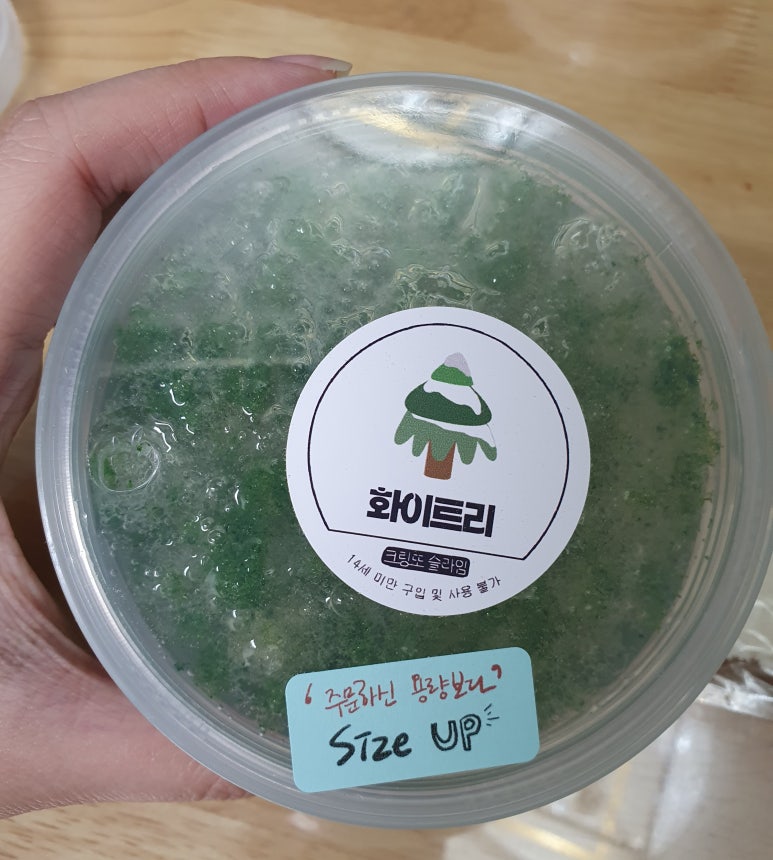 화이트리
크링또 슬라임
14세 미만 구입 및 사용 불가
' 주문하신 용량보다 '
Size UP